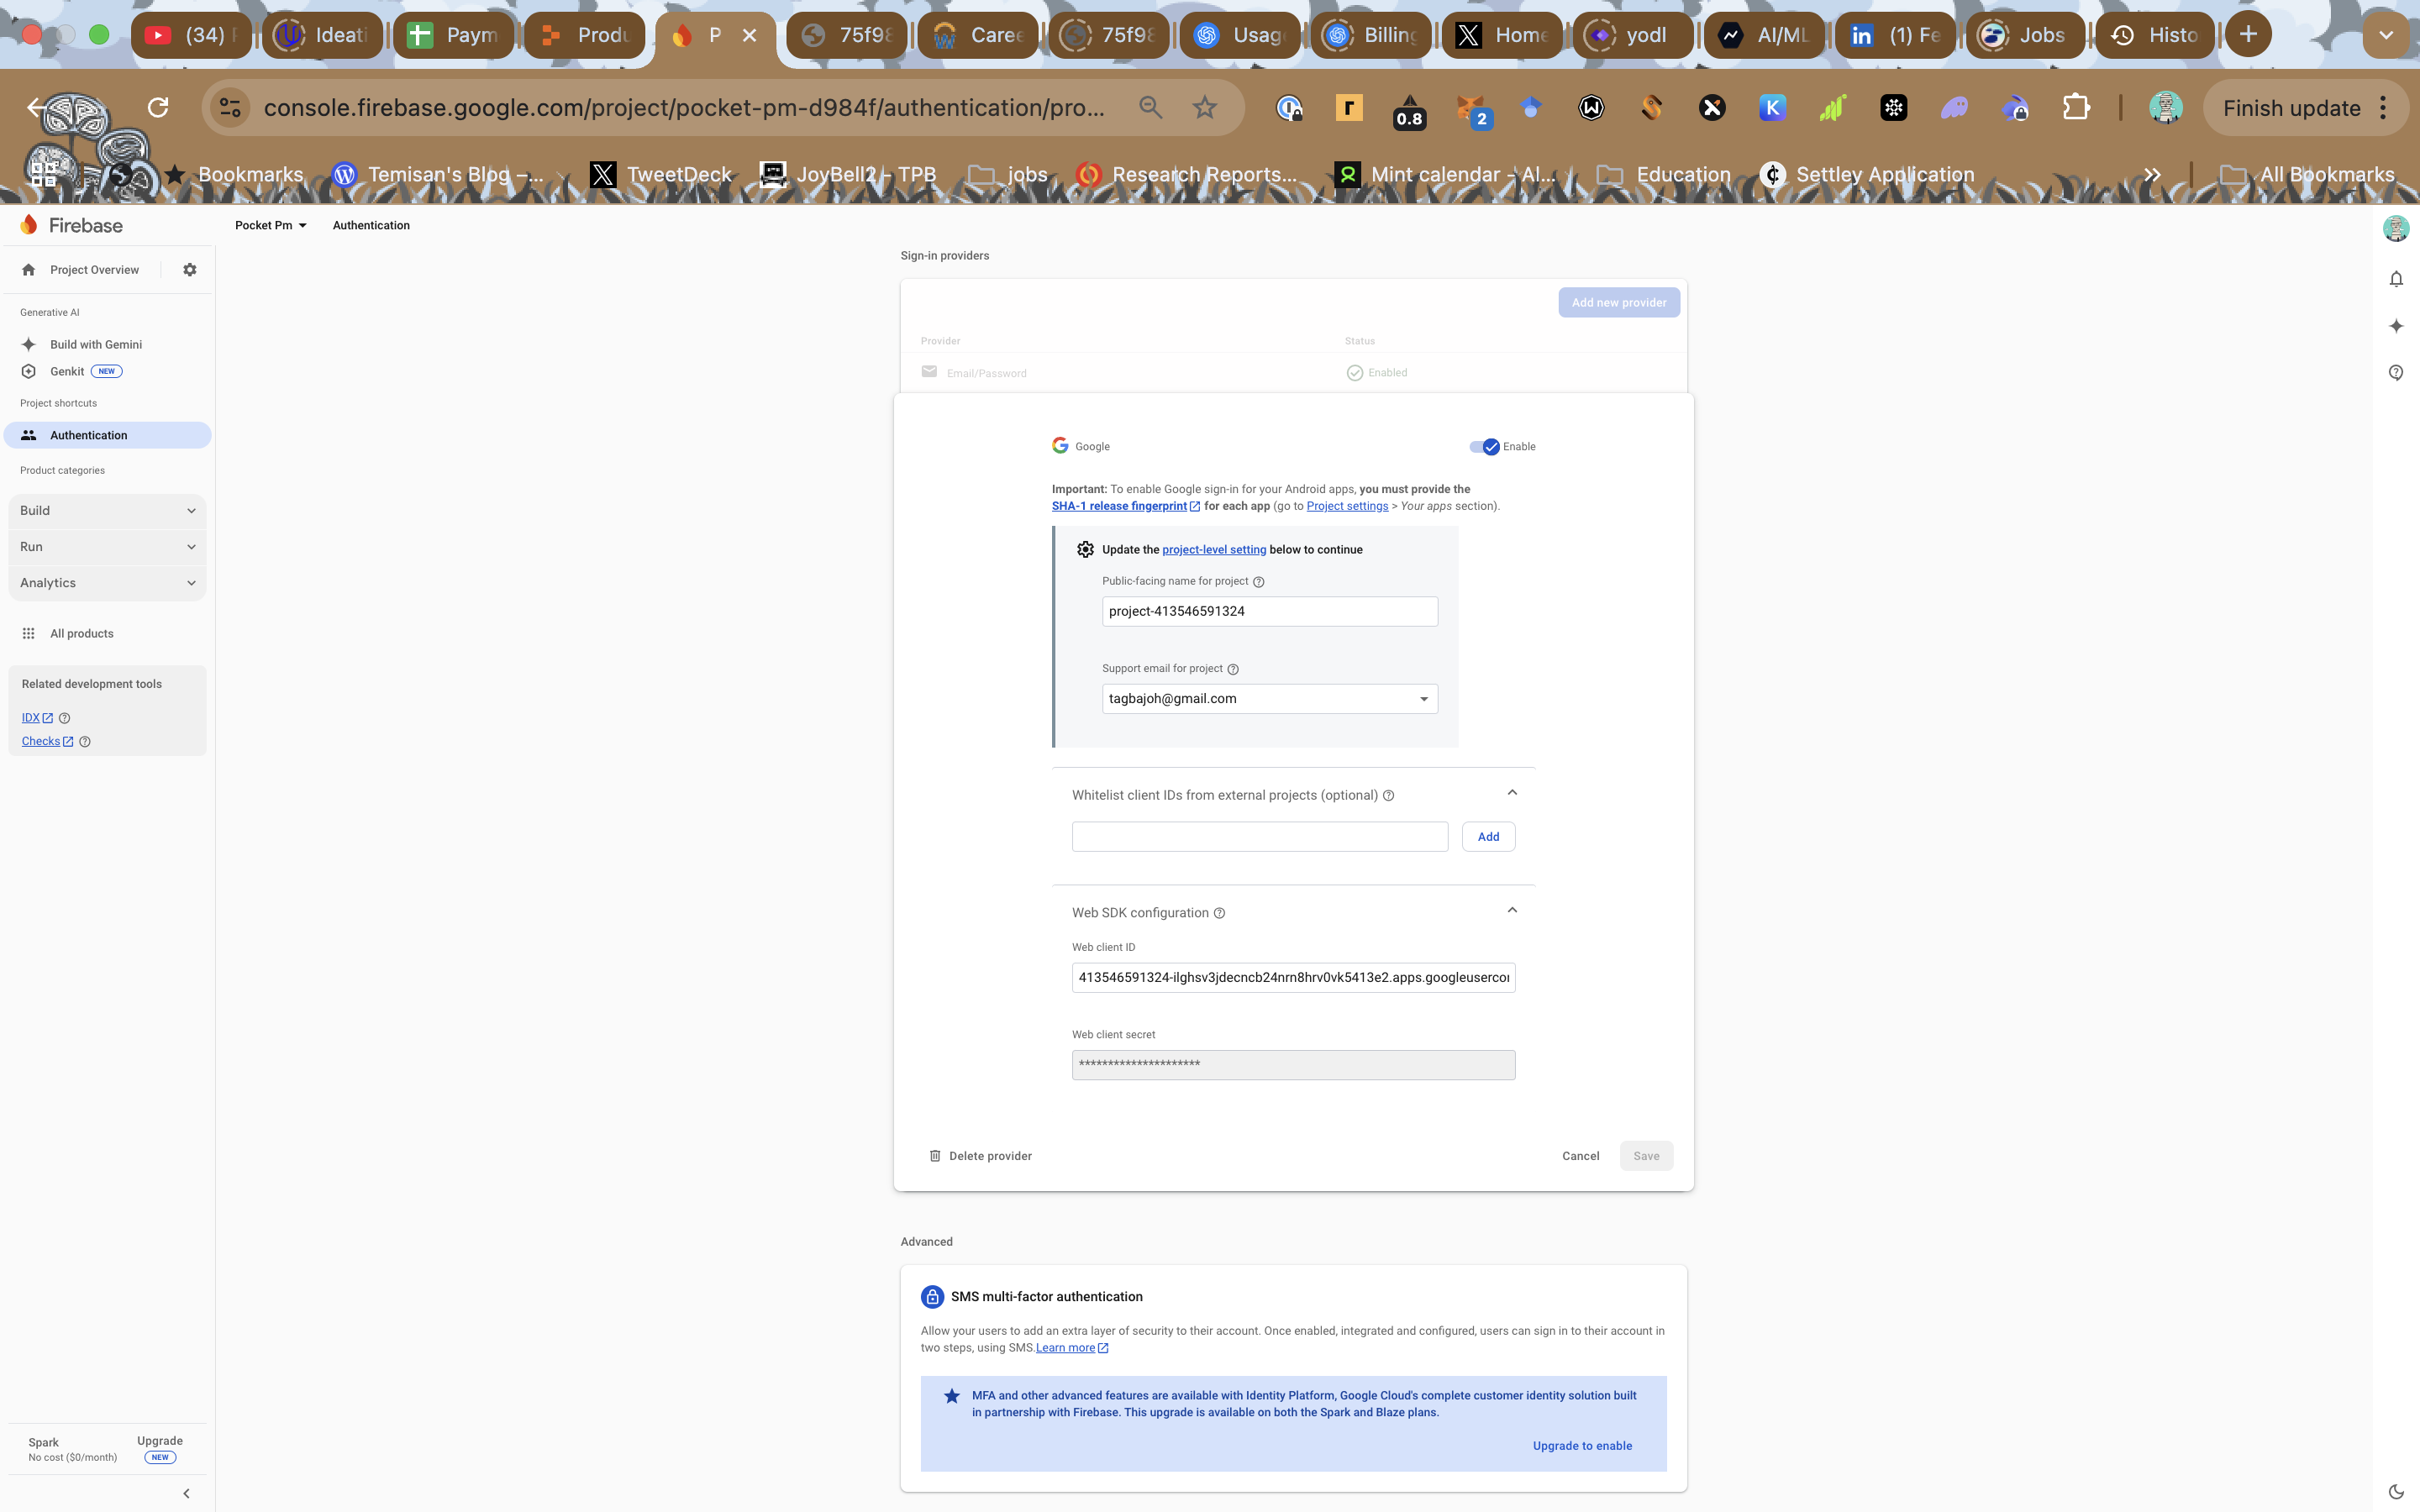 (34) F
Ideati
Paym
Produ
P
75f98
Caree
75f98
Usag
Billing
Home
yodl
AI/ML
(1) Fe
Jobs
Histo
console.firebase.google.com/project/pocket-pm-d984f/authentication/pro...
0.8
2
Finish update
Bookmarks
Temisan's Blog –...
TweetDeck
JoyBell2 - TPB
jobs
Research Reports...
Mint calendar - Al...
Education
Settley Application
All Bookmarks
Firebase
Pocket Pm
Authentication
Project Overview
Generative AI
Build with Gemini
Genkit NEW
Project shortcuts
Authentication
Product categories
Build
Run
Analytics
All products
Related development tools
IDX
Checks
Spark
No cost ($0/month)
Upgrade
NEW
Sign-in providers
Add new provider
Provider Status
Email/Password Enabled
Google Enable
Important: To enable Google sign-in for your Android apps, you must provide the
SHA-1 release fingerprint for each app (go to Project settings > Your apps section).
Update the project-level setting below to continue
Public-facing name for project
project-413546591324
Support email for project
tagbajoh@gmail.com
Whitelist client IDs from external projects (optional)
Add
Web SDK configuration
Web client ID
413546591324-ilghsv3jdecncb24nrn8hrv0vk5413e2.apps.googleusercon
Web client secret
*********************
Delete provider
Cancel
Save
Advanced
SMS multi-factor authentication
Allow your users to add an extra layer of security to their account. Once enabled, integrated and configured, users can sign in to their account in
two steps, using SMS.Learn more
MFA and other advanced features are available with Identity Platform, Google Cloud's complete customer identity solution built
in partnership with Firebase. This upgrade is available on both the Spark and Blaze plans.
Upgrade to enable